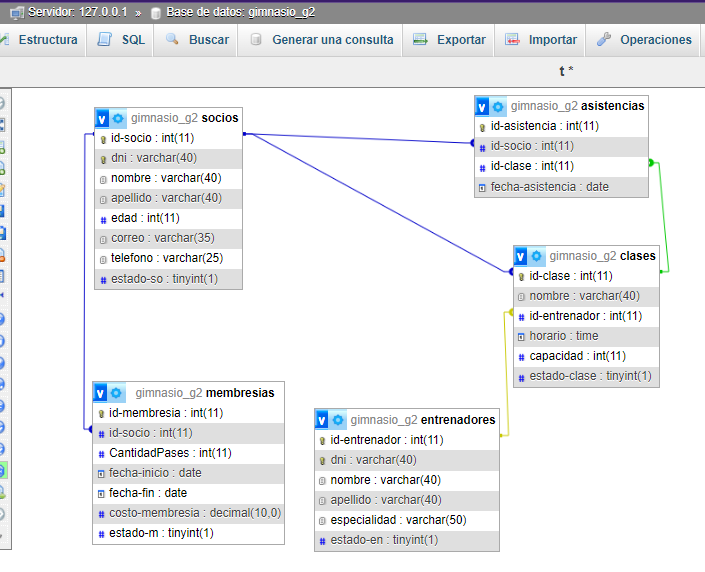 Servidor: 127.0.0.1 » Base de datos: gimnasio_g2
Estructura SQL Buscar Generar una consulta Exportar Importar Operaciones
t *
v gimnasio_g2 socios
id-socio : int(11)
dni : varchar(40)
nombre : varchar(40)
apellido : varchar(40)
edad : int(11)
correo : varchar(35)
telefono : varchar(25)
estado-so : tinyint(1)
v gimnasio_g2 asistencias
id-asistencia : int(11)
id-socio : int(11)
id-clase : int(11)
fecha-asistencia : date
v gimnasio_g2 clases
id-clase : int(11)
nombre : varchar(40)
id-entrenador : int(11)
horario : time
capacidad : int(11)
estado-clase : tinyint(1)
v gimnasio_g2 membresias
id-membresia : int(11)
id-socio : int(11)
CantidadPases : int(11)
fecha-inicio : date
fecha-fin : date
costo-membresia : decimal(10,0)
estado-m : tinyint(1)
v gimnasio_g2 entrenadores
id-entrenador : int(11)
dni : varchar(40)
nombre : varchar(40)
apellido : varchar(40)
especialidad : varchar(50)
estado-en : tinyint(1)